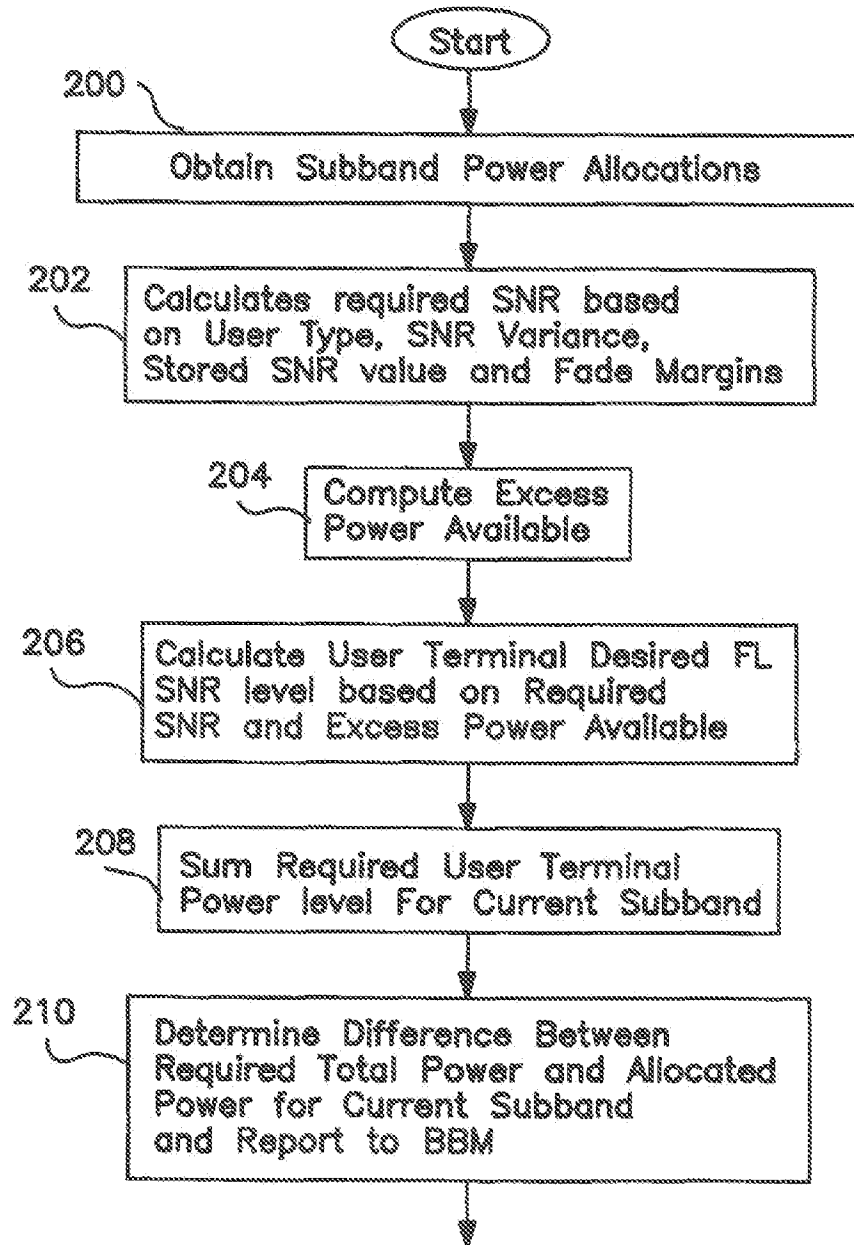 Start
200
Obtain Subband Power Allocations
202
Calculates required SNR based
on User Type, SNR Variance,
Stored SNR value and Fade Margins
204
Compute Excess
Power Available
206
Calculate User Terminal Desired FL
SNR level based on Required
SNR and Excess Power Available
208
Sum Required User Terminal
Power level For Current Subband
210
Determine Difference Between
Required Total Power and Allocated
Power for Current Subband
and Report to BBM